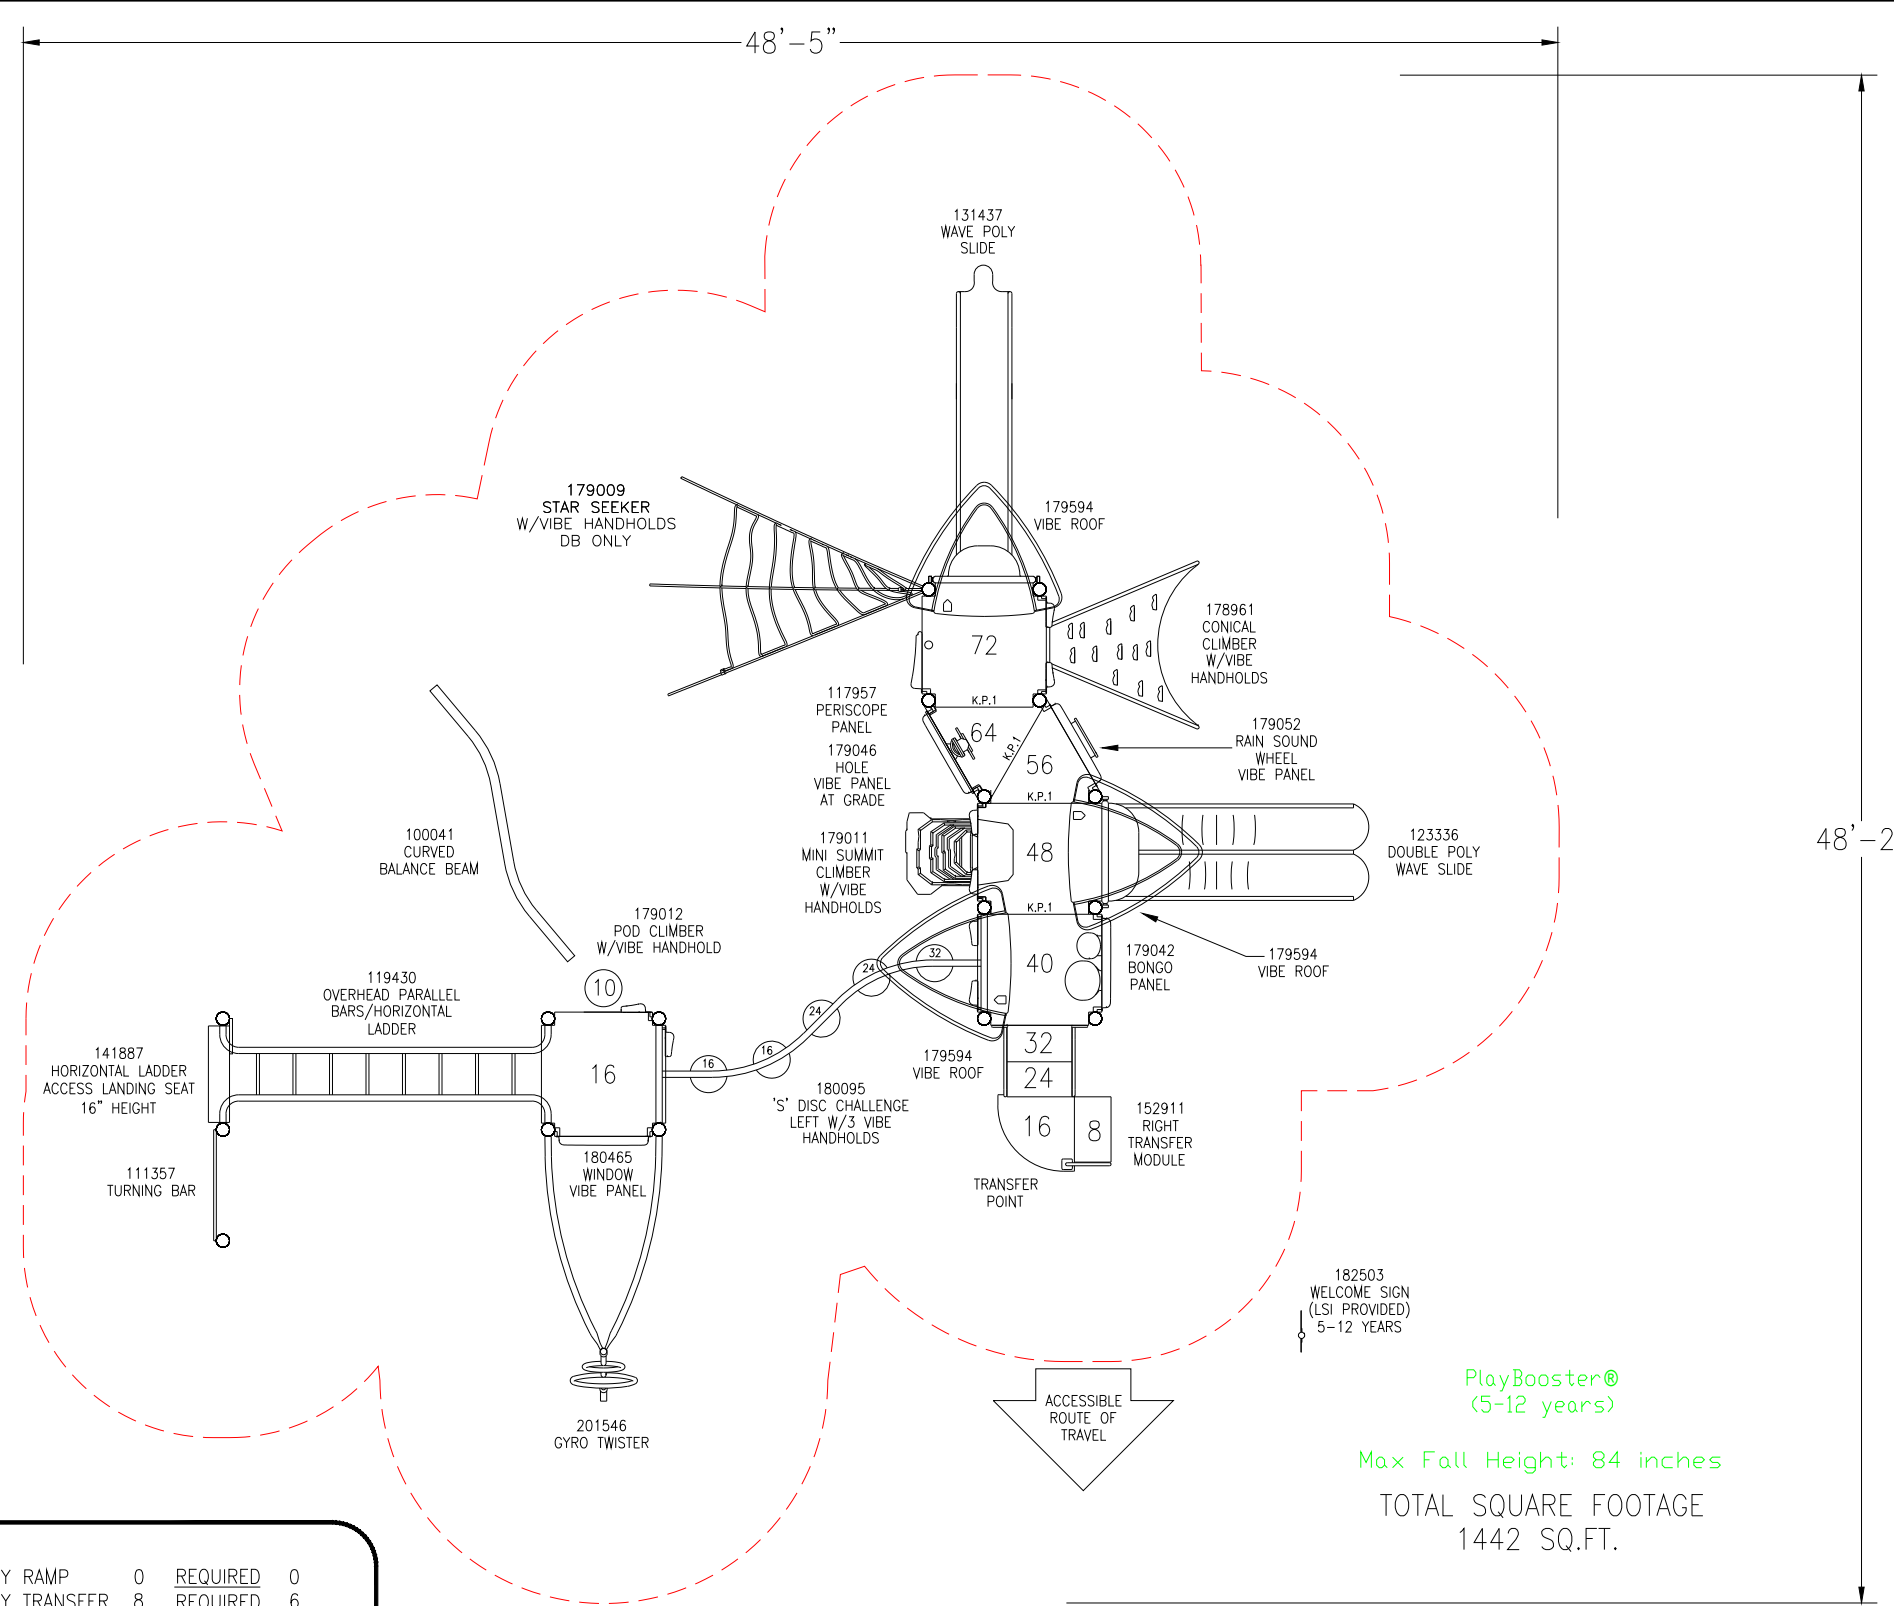 48'-5"
131437
WAVE POLY
SLIDE
179009
STAR SEEKER
W/VIBE HANDHOLDS
DB ONLY
179594
VIBE ROOF
178961
CONICAL
CLIMBER
W/VIBE
HANDHOLDS
72
K.P.1
117957
PERISCOPE
PANEL
64
K.P.1
56
179052
RAIN SOUND
WHEEL
VIBE PANEL
179046
HOLE
VIBE PANEL
AT GRADE
K.P.1
100041
CURVED
BALANCE BEAM
179011
MINI SUMMIT
CLIMBER
W/VIBE
HANDHOLDS
48
123336
DOUBLE POLY
WAVE SLIDE
48'-2
K.P.1
179012
POD CLIMBER
W/VIBE HANDHOLD
32
24
24
16
16
40
179042
BONGO
PANEL
179594
VIBE ROOF
119430
OVERHEAD PARALLEL
BARS/HORIZONTAL
LADDER
10
141887
HORIZONTAL LADDER
ACCESS LANDING SEAT
16" HEIGHT
16
179594
VIBE ROOF
32
24
16
8
180095
'S' DISC CHALLENGE
LEFT W/3 VIBE
HANDHOLDS
152911
RIGHT
TRANSFER
MODULE
111357
TURNING BAR
180465
WINDOW
VIBE PANEL
TRANSFER
POINT
182503
WELCOME SIGN
(LSI PROVIDED)
5-12 YEARS
201546
GYRO TWISTER
ACCESSIBLE
ROUTE OF
TRAVEL
PlayBooster®
(5-12 years)
Max Fall Height: 84 inches
TOTAL SQUARE FOOTAGE
1442 SQ.FT.
Y RAMP 0 REQUIRED 0
Y TRANSFER 8 REQUIRED 6